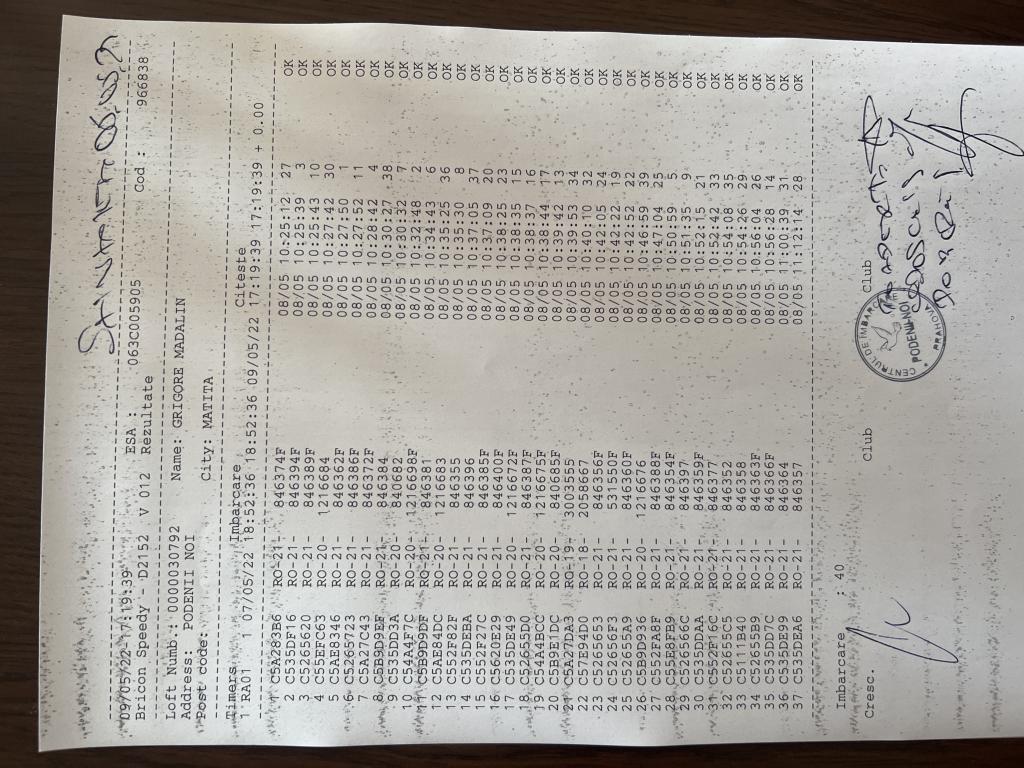 09/05/22 17:19:39
Bricon Speedy - D2152 V 012 Rezultate ESA : 063C005905 Cod : 966838
Loft Numb.: 0000030792 Name: GRIGORE MADALIN
Address: PODENII NOI City: MATITA
Post code:
Timers Imbarcare Citeste
1 RA01 1 07/05/22 18:52:36 18:52:36 09/05/22 17:19:39 17:19:39 + 0.00
1 C5A283B6 RO-21- 846374F 08/05 10:25:12 27 OK
2 C535DF16 RO-21- 846394F 08/05 10:25:39 3 OK
3 C5265620 RO-21- 846389F 08/05 10:25:43 10 OK
4 C55EFC63 RO-20- 1216684 08/05 10:27:42 30 OK
5 C5AE8346 RO-21- 846362F 08/05 10:27:50 1 OK
6 C5265723 RO-21- 846386F 08/05 10:27:52 11 OK
7 C5A27C43 RO-21- 846372F 08/05 10:28:42 4 OK
8 C5B9D9EF RO-21- 846384 08/05 10:30:27 38 OK
9 C535DD3A RO-20- 840682 08/05 10:30:32 7 OK
10 C54A4F7C RO-20- 1216698F 08/05 10:32:48 2 OK
11 C5B9D9DF RO-21- 846381 08/05 10:34:43 6 OK
12 C5AE84DC RO-20- 1216683 08/05 10:35:25 36 OK
13 C552F82F RO-21- 846355 08/05 10:35:30 8 OK
14 C535DEBA RO-21- 846396 08/05 10:37:05 37 OK
15 C552F27C RO-21- 846385F 08/05 10:37:09 20 OK
16 C5620E29 RO-21- 846400F 08/05 10:38:25 23 OK
17 C535DE49 RO-20- 1216672F 08/05 10:38:35 15 OK
18 C52655D0 RO-21- 846387F 08/05 10:38:37 16 OK
19 C54A4BCC RO-20- 1216675F 08/05 10:38:44 17 OK
20 C5B9E1DC RO-20- 840685F 08/05 10:39:42 13 OK
21 C5A27DA3 RO-19- 3003555 08/05 10:39:53 34 OK
22 C57E94D0 RO-18- 2058667 08/05 10:40:10 32 OK
23 C5265653 RO-21- 846356F 08/05 10:42:05 24 OK
24 C52656F3 RO-21- 531550F 08/05 10:42:22 19 OK
25 C52655A9 RO-21- 846360F 08/05 10:42:52 22 OK
26 C5B9D936 RO-20- 1216676 08/05 10:46:59 39 OK
27 C552FA8F RO-21- 846388F 08/05 10:47:04 25 OK
28 C55E8FB9 RO-21- 846354F 08/05 10:50:59 5 OK
29 C526566C RO-21- 846397 08/05 10:51:35 9 OK
30 C535DDAA RO-21- 846359F 08/05 10:52:15 21 OK
31 C552F16C RO-21- 846377 08/05 10:52:42 33 OK
32 C52655C5 RO-21- 846352 08/05 10:54:08 35 OK
33 C5111B40 RO-21- 846358 08/05 10:54:26 29 OK
34 C52655B9 RO-21- 846363F 08/05 10:56:04 26 OK
35 C535DD7C RO-21- 846366F 08/05 10:56:28 14 OK
36 C535DE09 RO-21- 846364 08/05 11:00:39 31 OK
37 C535DEA6 RO-21- 846357 08/05 11:12:14 28 OK
Imbarcare : 40
Cresc. Club Club
CENTRUL DE IMBARCARE
PODENII NOI
PRAHOVA